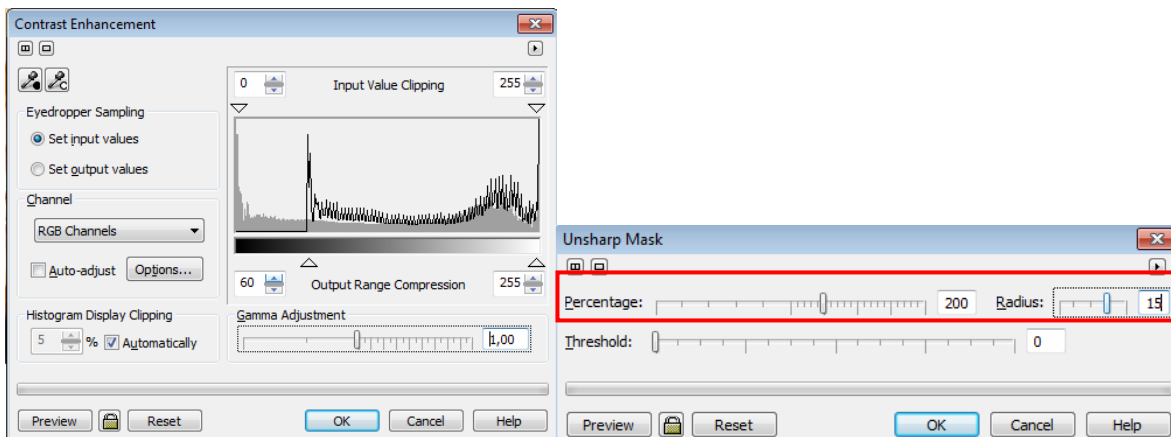 Contrast Enhancement
0 Input Value Clipping 255
Eyedropper Sampling
Set input values
Set output values
Channel
RGB Channels
Auto-adjust Options...
60 Output Range Compression 255
Histogram Display Clipping
5 % Automatically
Gamma Adjustment
1,00
Preview Reset OK Cancel Help
Unsharp Mask
Percentage: 200 Radius: 15
Threshold: 0
Preview Reset OK Cancel Help